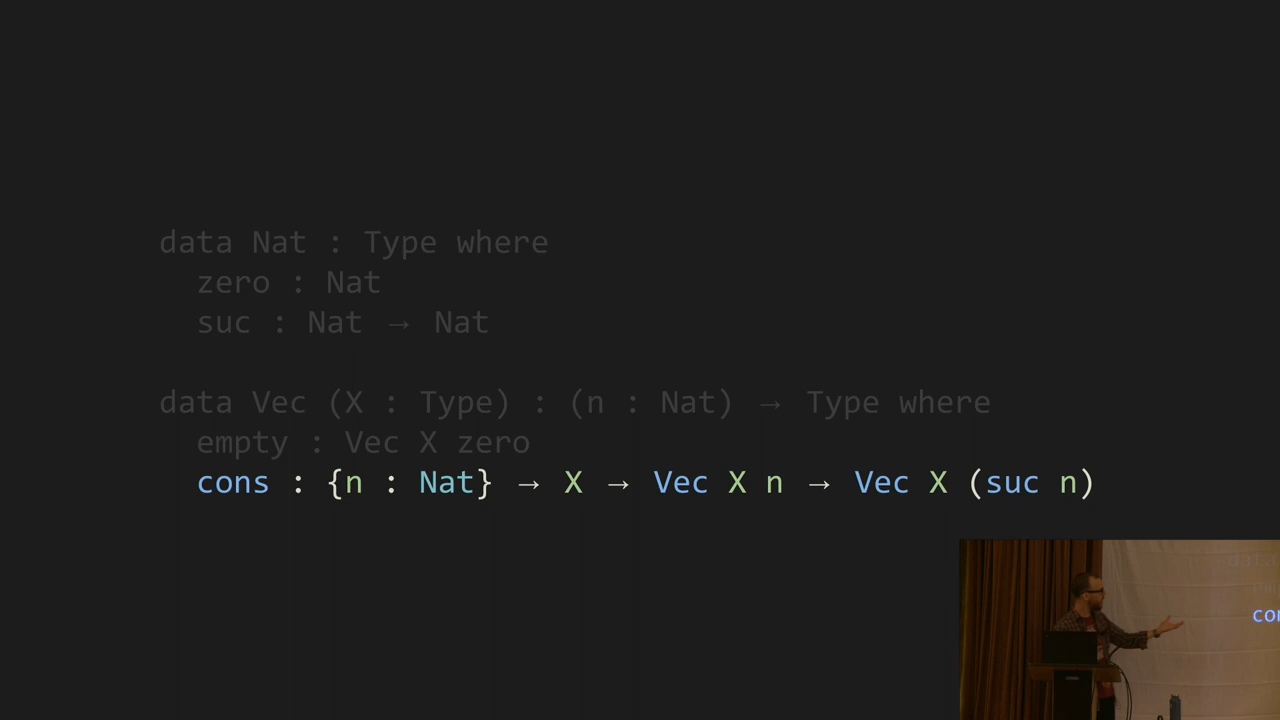 data Nat : Type where
zero : Nat
suc : Nat → Nat
data Vec (X : Type) : (n : Nat) → Type where
empty : Vec X zero
cons : {n : Nat} → X → Vec X n → Vec X (suc n)